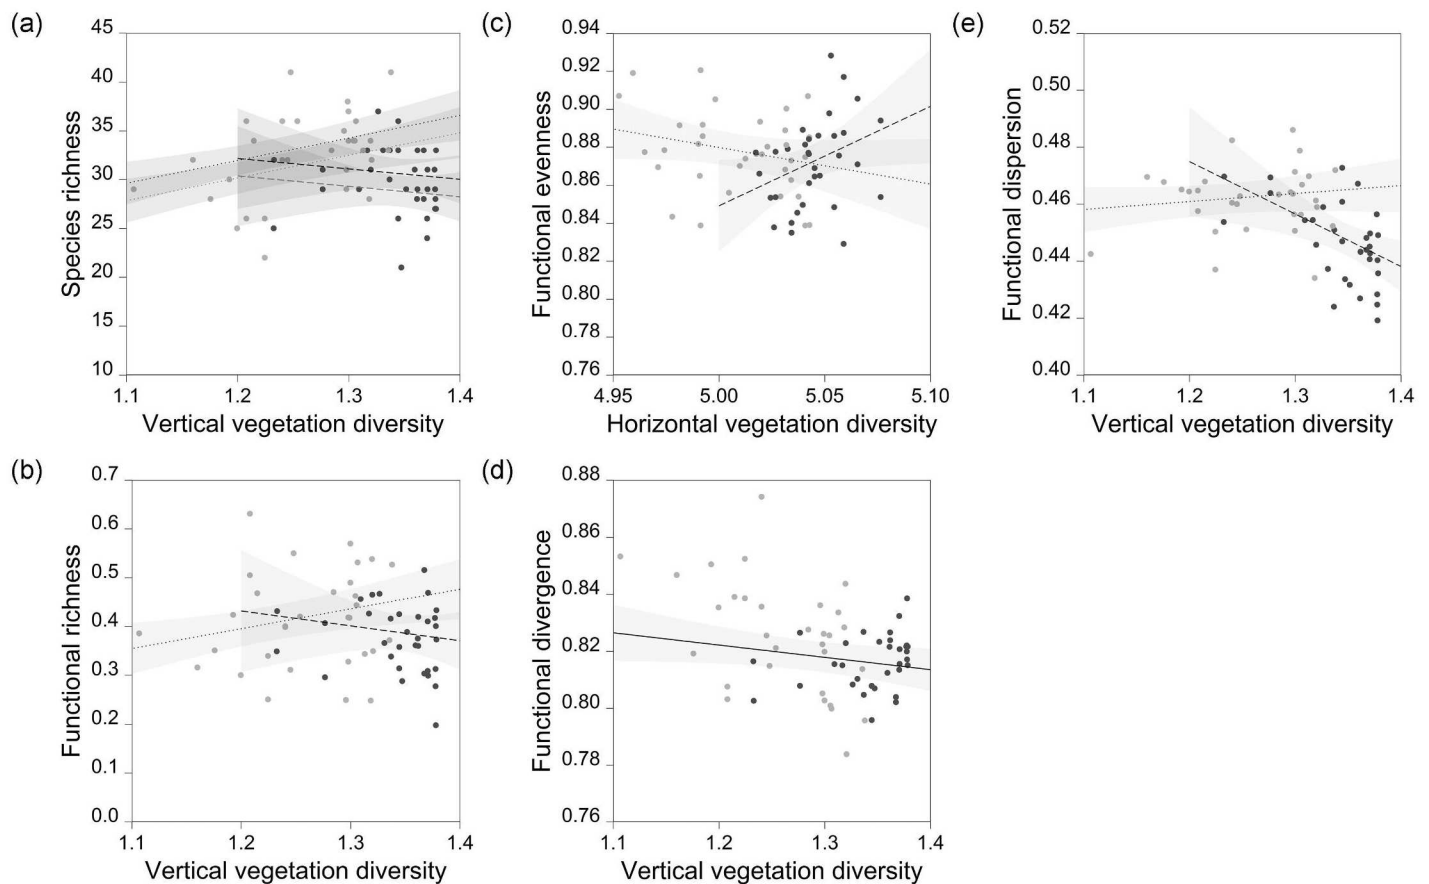 (a)
45
40
35
30
25
20
15
10
Species richness
1.1 1.2 1.3 1.4
Vertical vegetation diversity
(c)
0.94
0.92
0.90
0.88
0.86
0.84
0.82
0.80
0.78
0.76
Functional evenness
4.95 5.00 5.05 5.10
Horizontal vegetation diversity
(e)
0.52
0.50
0.48
0.46
0.44
0.42
0.40
Functional dispersion
1.1 1.2 1.3 1.4
Vertical vegetation diversity
(b)
0.7
0.6
0.5
0.4
0.3
0.2
0.1
0.0
Functional richness
1.1 1.2 1.3 1.4
Vertical vegetation diversity
(d)
0.88
0.86
0.84
0.82
0.80
0.78
0.76
Functional divergence
1.1 1.2 1.3 1.4
Vertical vegetation diversity